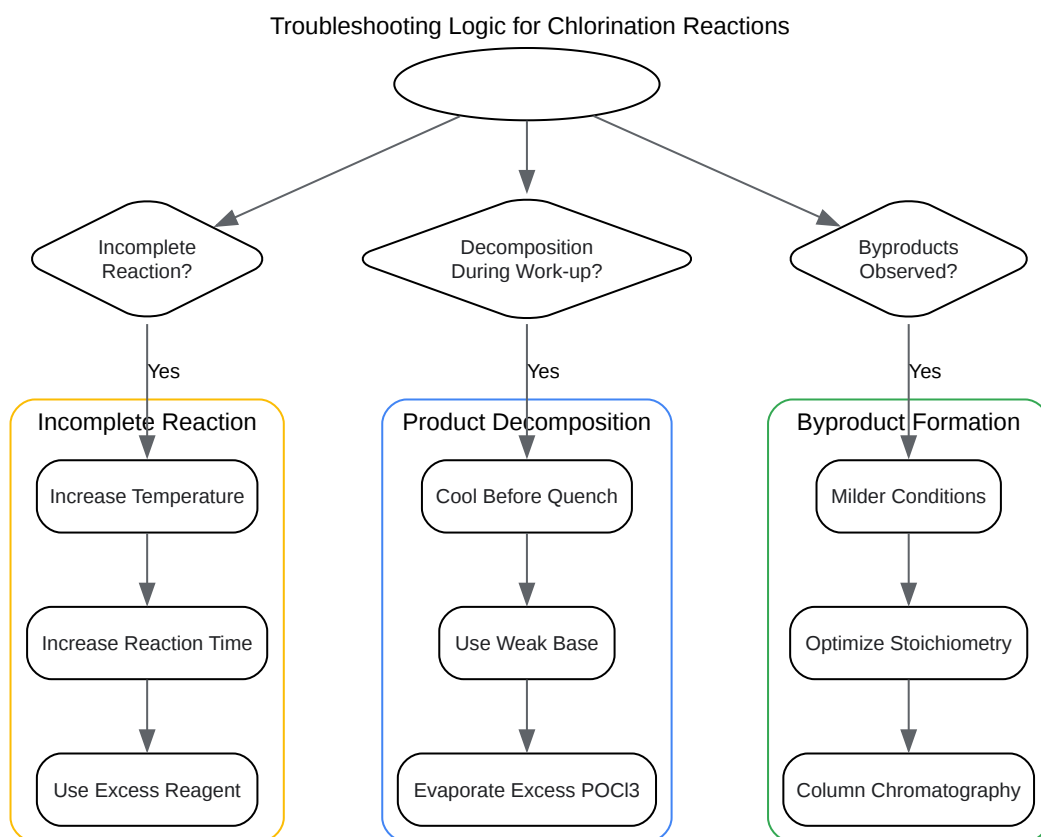 Troubleshooting Logic for Chlorination Reactions
Incomplete
Reaction?
Decomposition
During Work-up?
Byproducts
Observed?
Yes
Yes
Yes
Incomplete Reaction
Product Decomposition
Byproduct Formation
Increase Temperature
Cool Before Quench
Milder Conditions
Increase Reaction Time
Use Weak Base
Optimize Stoichiometry
Use Excess Reagent
Evaporate Excess POCl3
Column Chromatography